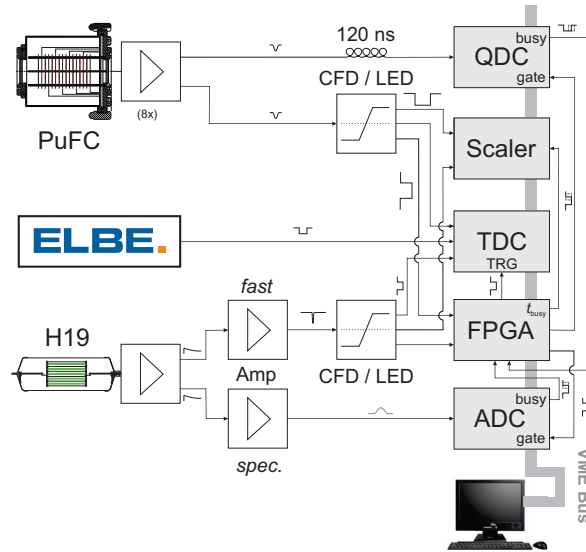 120 ns
busy
QDC
gate
CFD / LED
(8x)
PuFC
Scaler
ELBE.
TDC
TRG
fast
t busy
FPGA
H19
Amp
CFD / LED
busy
ADC
gate
spec.
VME Bus